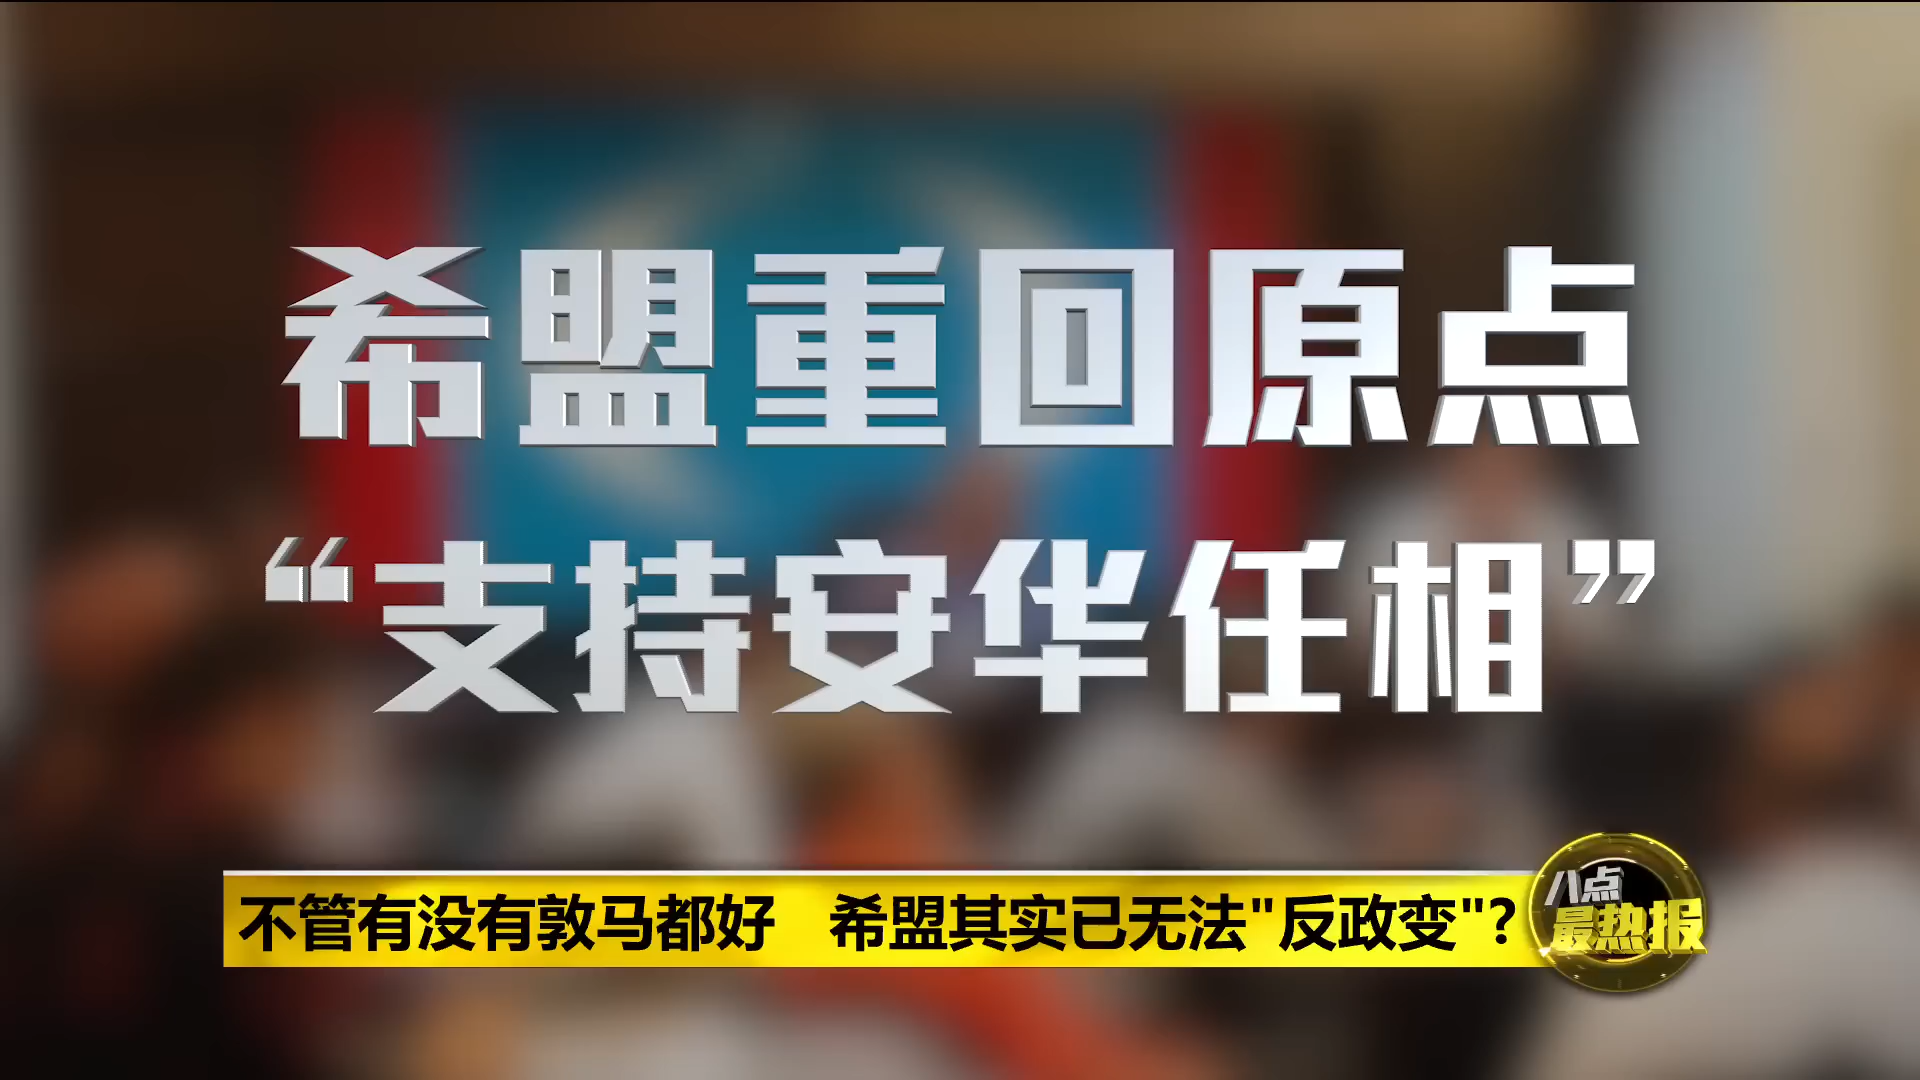 希盟重回原点
“支持安华任相”
不管有没有敦马都好 希盟其实已无法"反政变"?
八点
最热报